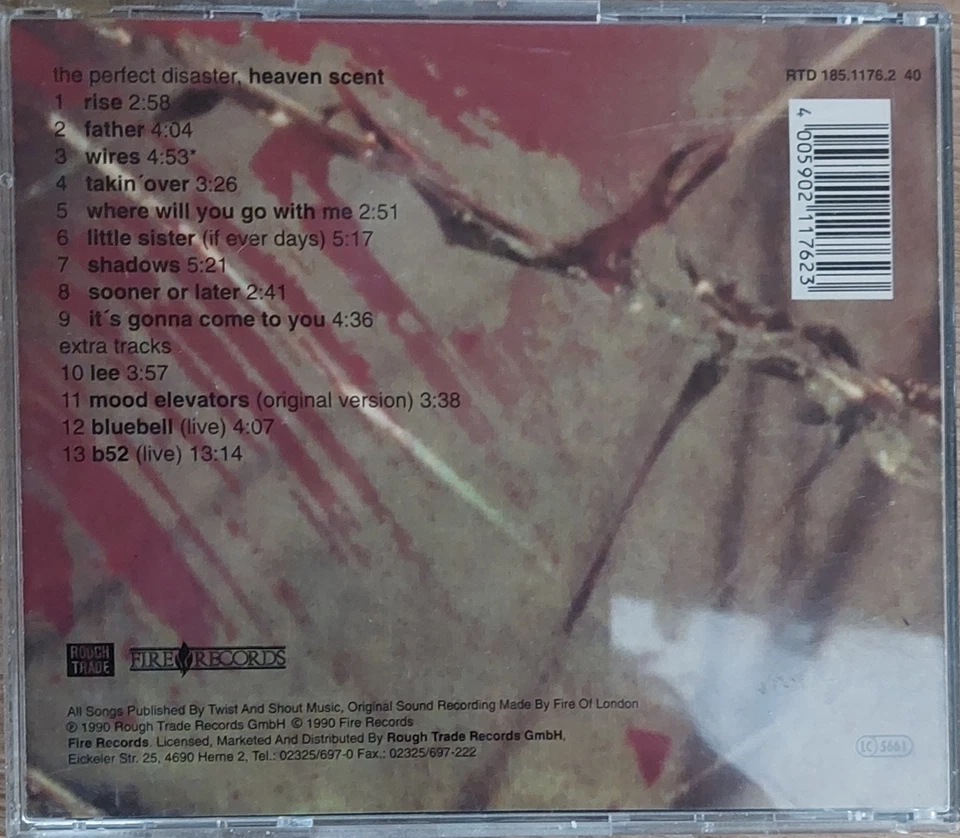 the perfect disaster, heaven scent
RTD 185.1176.2 40
1 rise 2:58
2 father 4:04
3 wires 4:53*
4 takin´over 3:26
5 where will you go with me 2:51
6 little sister (if ever days) 5:17
7 shadows 5:21
8 sooner or later 2:41
9 it´s gonna come to you 4:36
extra tracks
10 lee 3:57
11 mood elevators (original version) 3:38
12 bluebell (live) 4:07
13 b52 (live) 13:14
4 005902 117623
ROUGH
TRADE
FIRE RECORDS
All Songs Published By Twist And Shout Music, Original Sound Recording Made By Fire Of London
℗ 1990 Rough Trade Records GmbH © 1990 Fire Records
Fire Records. Licensed, Marketed And Distributed By Rough Trade Records GmbH,
Eickeler Str. 25, 4690 Herne 2, Tel.: 02325/697-0 Fax.: 02325/697-222
LC 5661